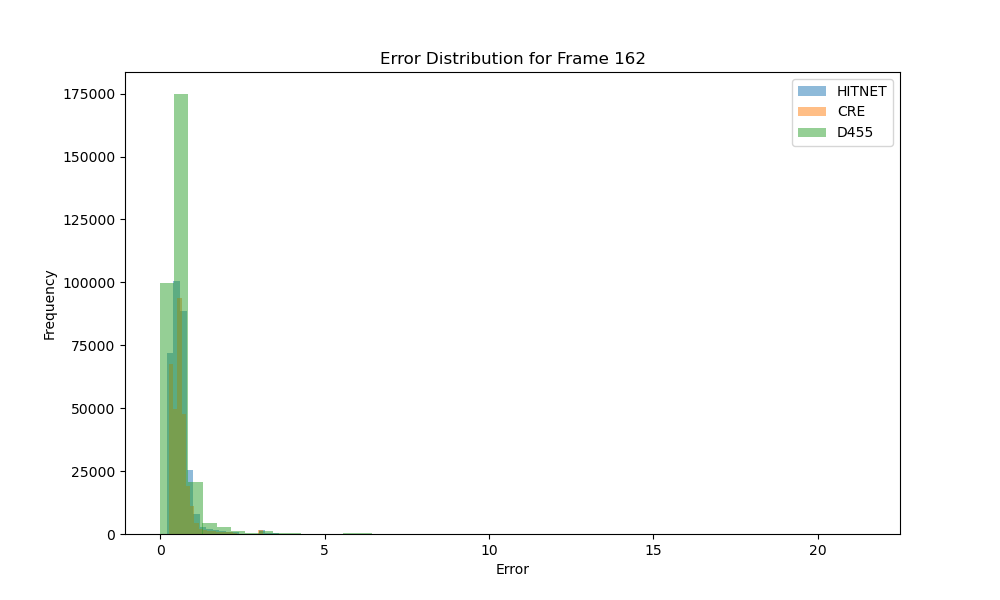 Error Distribution for Frame 162
HITNET
CRE
D455
175000
150000
125000
100000
75000
50000
25000
0
Frequency
0 5 10 15 20
Error